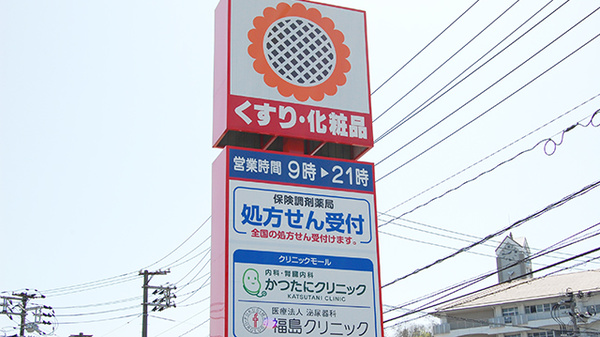 くすり・化粧品
営業時間 9時▶21時
保険調剤薬局
処方せん受付
全国の処方せん受付けます。
クリニックモール
内科・腎臓内科
かつたにクリニック
KATSUTANI CLINIC
医療法人 泌尿器科
福島クリニック